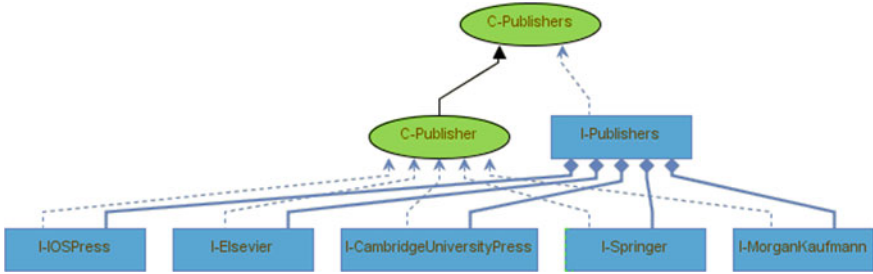 C-Publishers
C-Publisher
I-Publishers
I-IOSPress
I-Elsevier
I-CambridgeUniversityPress
I-Springer
I-MorganKaufmann